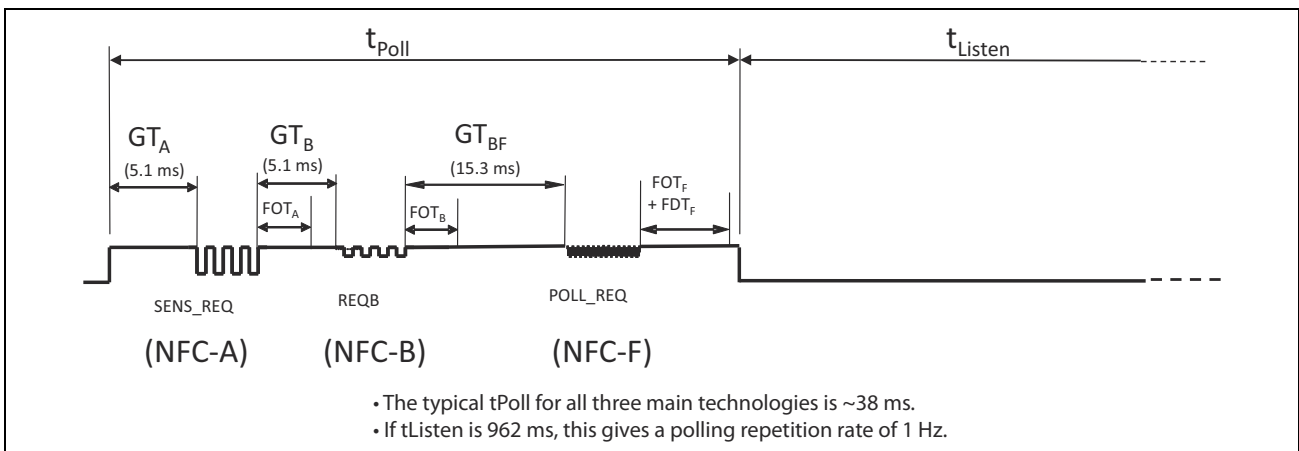 tPoll
tListen
GTA
(5.1 ms)
GTB
(5.1 ms)
GTBF
(15.3 ms)
FOTA
FOTB
FOTF
+ FDTF
SENS_REQ
REQB
POLL_REQ
(NFC-A)
(NFC-B)
(NFC-F)
• The typical tPoll for all three main technologies is ~38 ms.
• If tListen is 962 ms, this gives a polling repetition rate of 1 Hz.